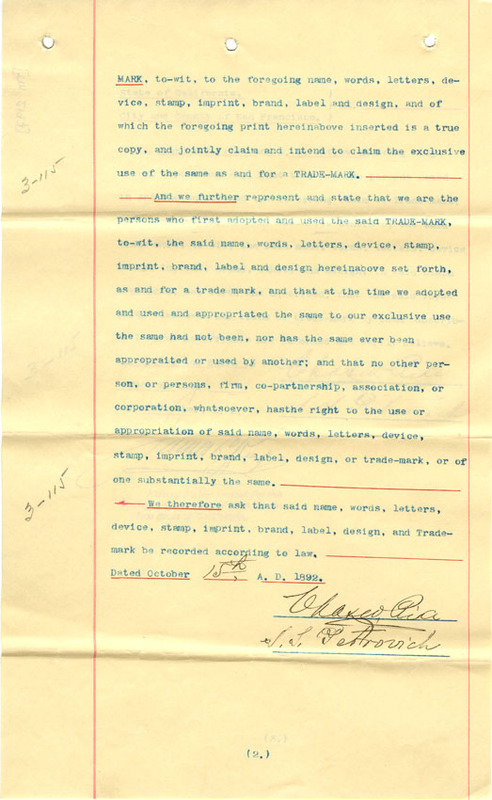 MARK, to-wit, to the foregoing name, words, letters, de-
vice, stamp, imprint, brand, label and design, and of
which the foregoing print hereinabove inserted is a true
copy, and jointly claim and intend to claim the exclusive
use of the same as and for a TRADE-MARK.
And we further represent and state that we are the
persons who first adopted and used the said TRADE-MARK,
to-wit, the said name, words, letters, device, stamp,
imprint, brand, label and design hereinabove set forth,
as and for a trade mark, and that at the time we adopted
and used and appropriated the same to our exclusive use
the same had not been, nor has the same ever been
appropraited or used by another; and that no other per-
son, or persons, firm, co-partnership, association, or
corporation, whatsoever, hasthe right to the use or
appropriation of said name, words, letters, device,
stamp, imprint, brand, label, design, or trade-mark, or of
one substantially the same.
We therefore ask that said name, words, letters,
device, stamp, imprint, brand, label, design, and Trade-
mark be recorded according to law.
Dated October 15th, A. D. 1892.
S. S. Petrovich
(2.)
3-115
3-115